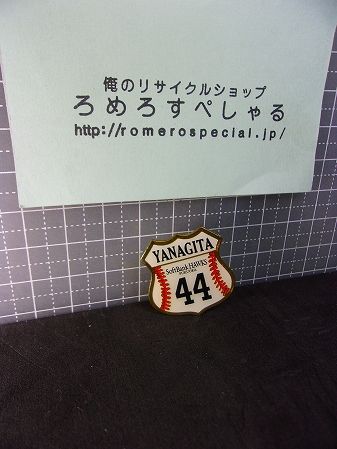 俺のリサイクルショップ
ろめろすぺしゃる
http://romerospecial.jp/
YANAGITA
SoftBank HAWKS
44